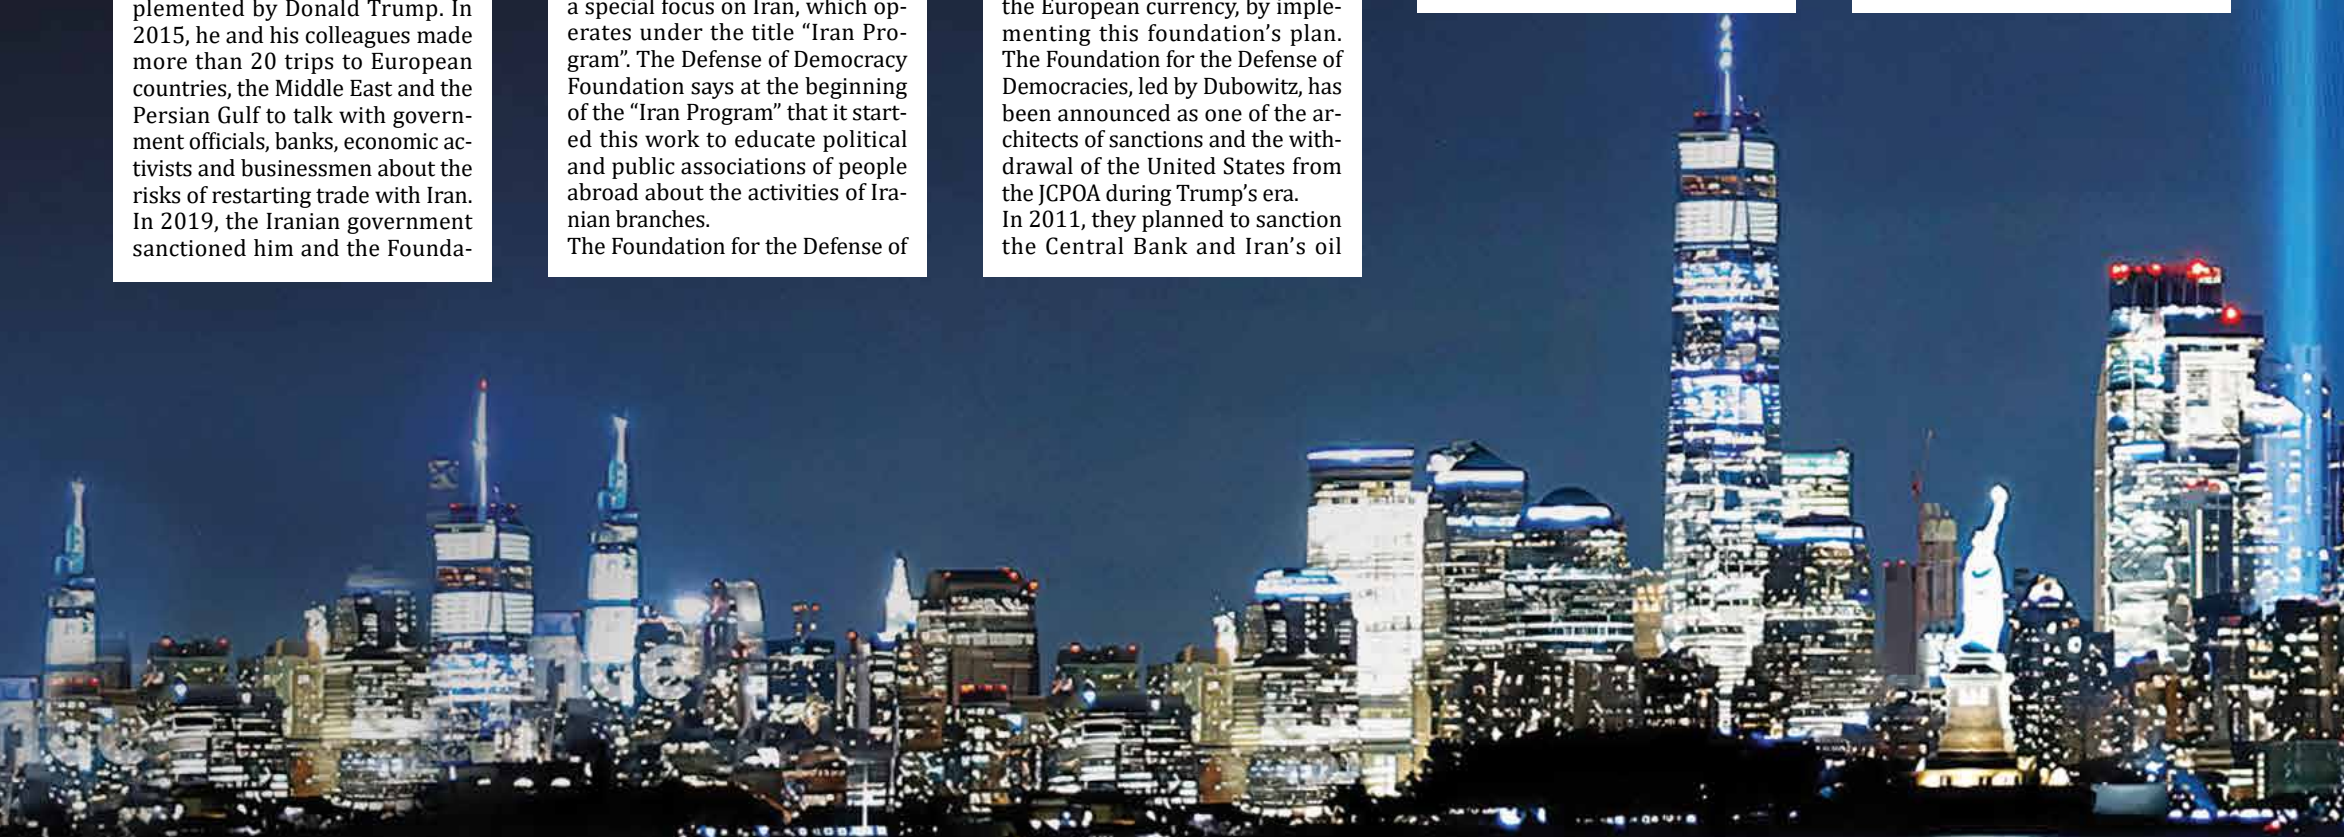 plemented by Donald Trump. In
2015, he and his colleagues made
more than 20 trips to European
countries, the Middle East and the
Persian Gulf to talk with govern-
ment officials, banks, economic ac-
tivists and businessmen about the
risks of restarting trade with Iran.
In 2019, the Iranian government
sanctioned him and the Founda-
a special focus on Iran, which op-
erates under the title “Iran Pro-
gram”. The Defense of Democracy
Foundation says at the beginning
of the “Iran Program” that it start-
ed this work to educate political
and public associations of people
abroad about the activities of Ira-
nian branches.
The Foundation for the Defense of
the European currency, by imple-
menting this foundation’s plan.
The Foundation for the Defense of
Democracies, led by Dubowitz, has
been announced as one of the ar-
chitects of sanctions and the with-
drawal of the United States from
the JCPOA during Trump’s era.
In 2011, they planned to sanction
the Central Bank and Iran’s oil